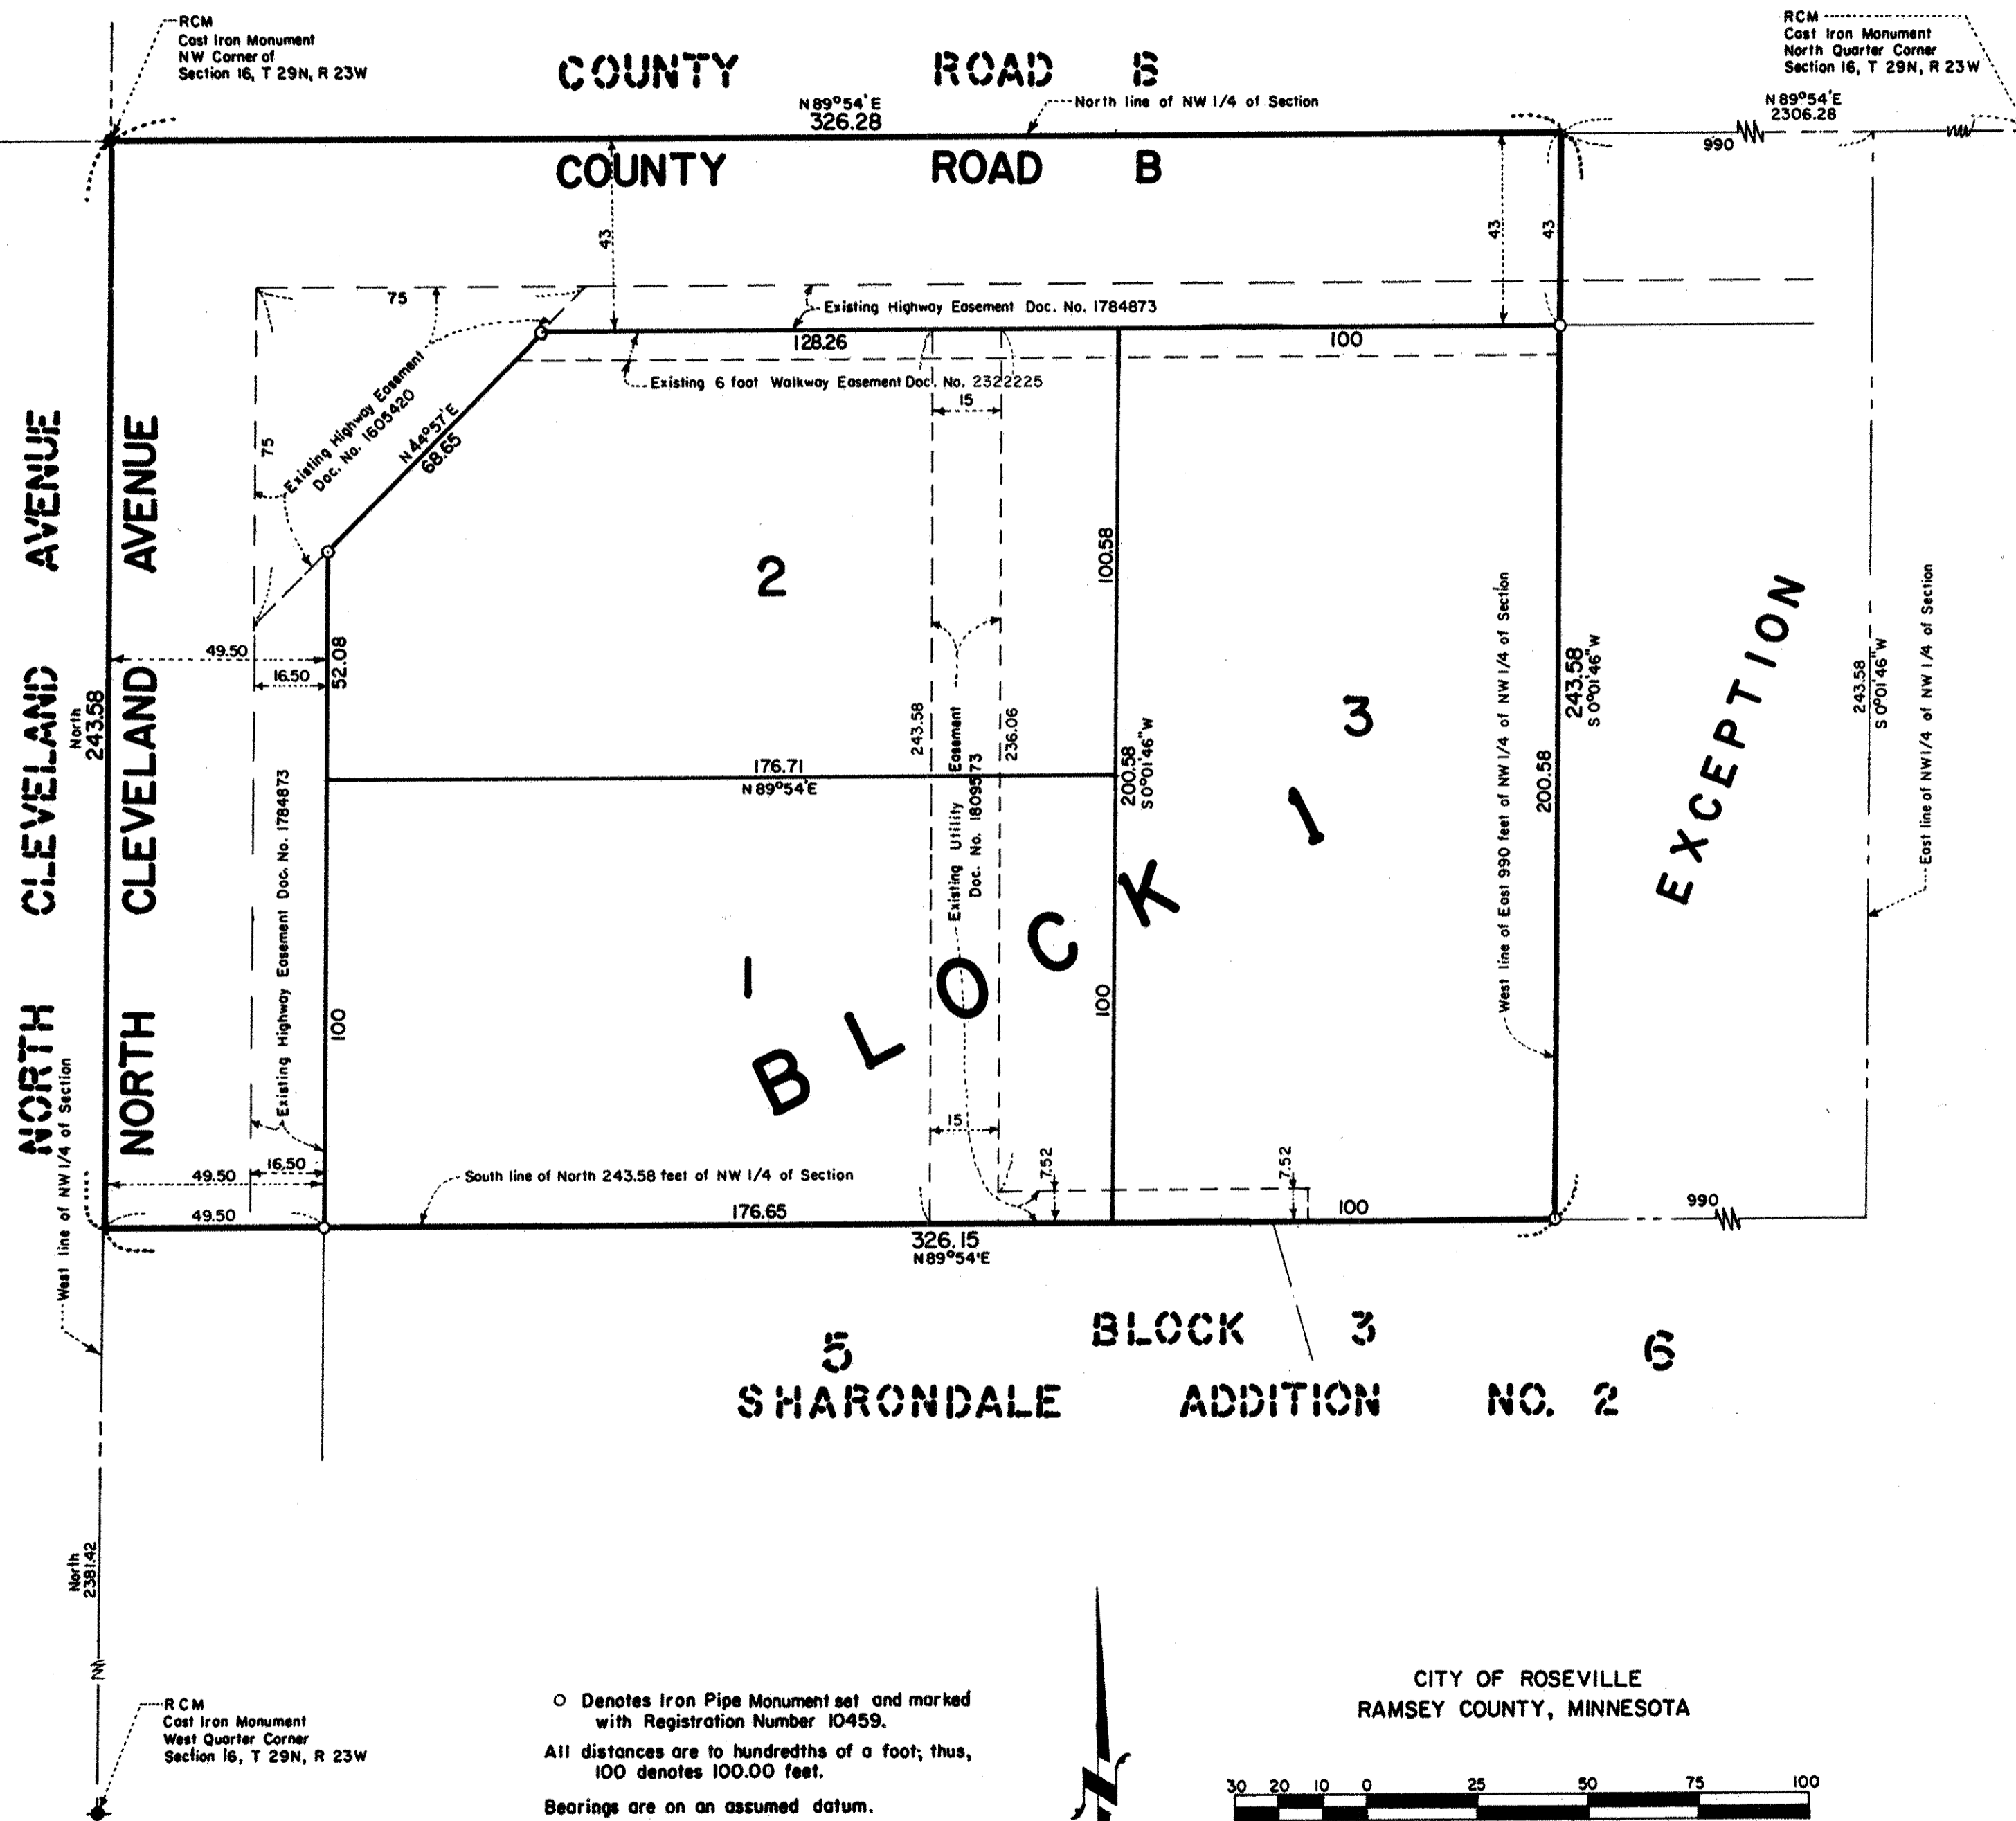 RCM
Cast Iron Monument
NW Corner of
Section 16, T 29N, R 23W
RCM
Cast Iron Monument
North Quarter Corner
Section 16, T 29N, R 23W
COUNTY ROAD B
N 89°54'E
326.28
North line of NW 1/4 of Section
N 89°54'E
2306.28
990
COUNTY ROAD B
43
43
43
75
Existing Highway Easement Doc. No. 1784873
128.26
100
Existing 6 foot Walkway Easement Doc. No. 2322225
15
Existing Highway Easement
Doc. No. 1605420
N 44°57'E
68.65
75
NORTH CLEVELAND AVENUE
NORTH CLEVELAND AVENUE
2
100.58
49.50
16.50
52.08
North
243.58
243.58
Existing Utility Easement
Doc. No. 1809573
236.06
3
200.58
S 0°01'46"W
West line of East 990 feet of NW 1/4 of NW 1/4 of Section
200.58
243.58
S 0°01'46"W
EXCEPTION
243.58
S 0°01'46"W
East line of NW 1/4 of NW 1/4 of Section
176.71
N 89°54'E
Existing Highway Easement Doc. No. 1784873
BLOCK 1
1
100
100
15
7.52
7.52
16.50
49.50
49.50
South line of North 243.58 feet of NW 1/4 of Section
176.65
100
990
326.15
N 89°54'E
West line of NW 1/4 of Section
BLOCK 3
5
6
SHARONDALE ADDITION NO. 2
North
2381.42
RCM
Cast Iron Monument
West Quarter Corner
Section 16, T 29N, R 23W
O Denotes Iron Pipe Monument set and marked
with Registration Number 10459.
All distances are to hundredths of a foot; thus,
100 denotes 100.00 feet.
Bearings are on an assumed datum.
N
CITY OF ROSEVILLE
RAMSEY COUNTY, MINNESOTA
30 20 10 0 25 50 75 100